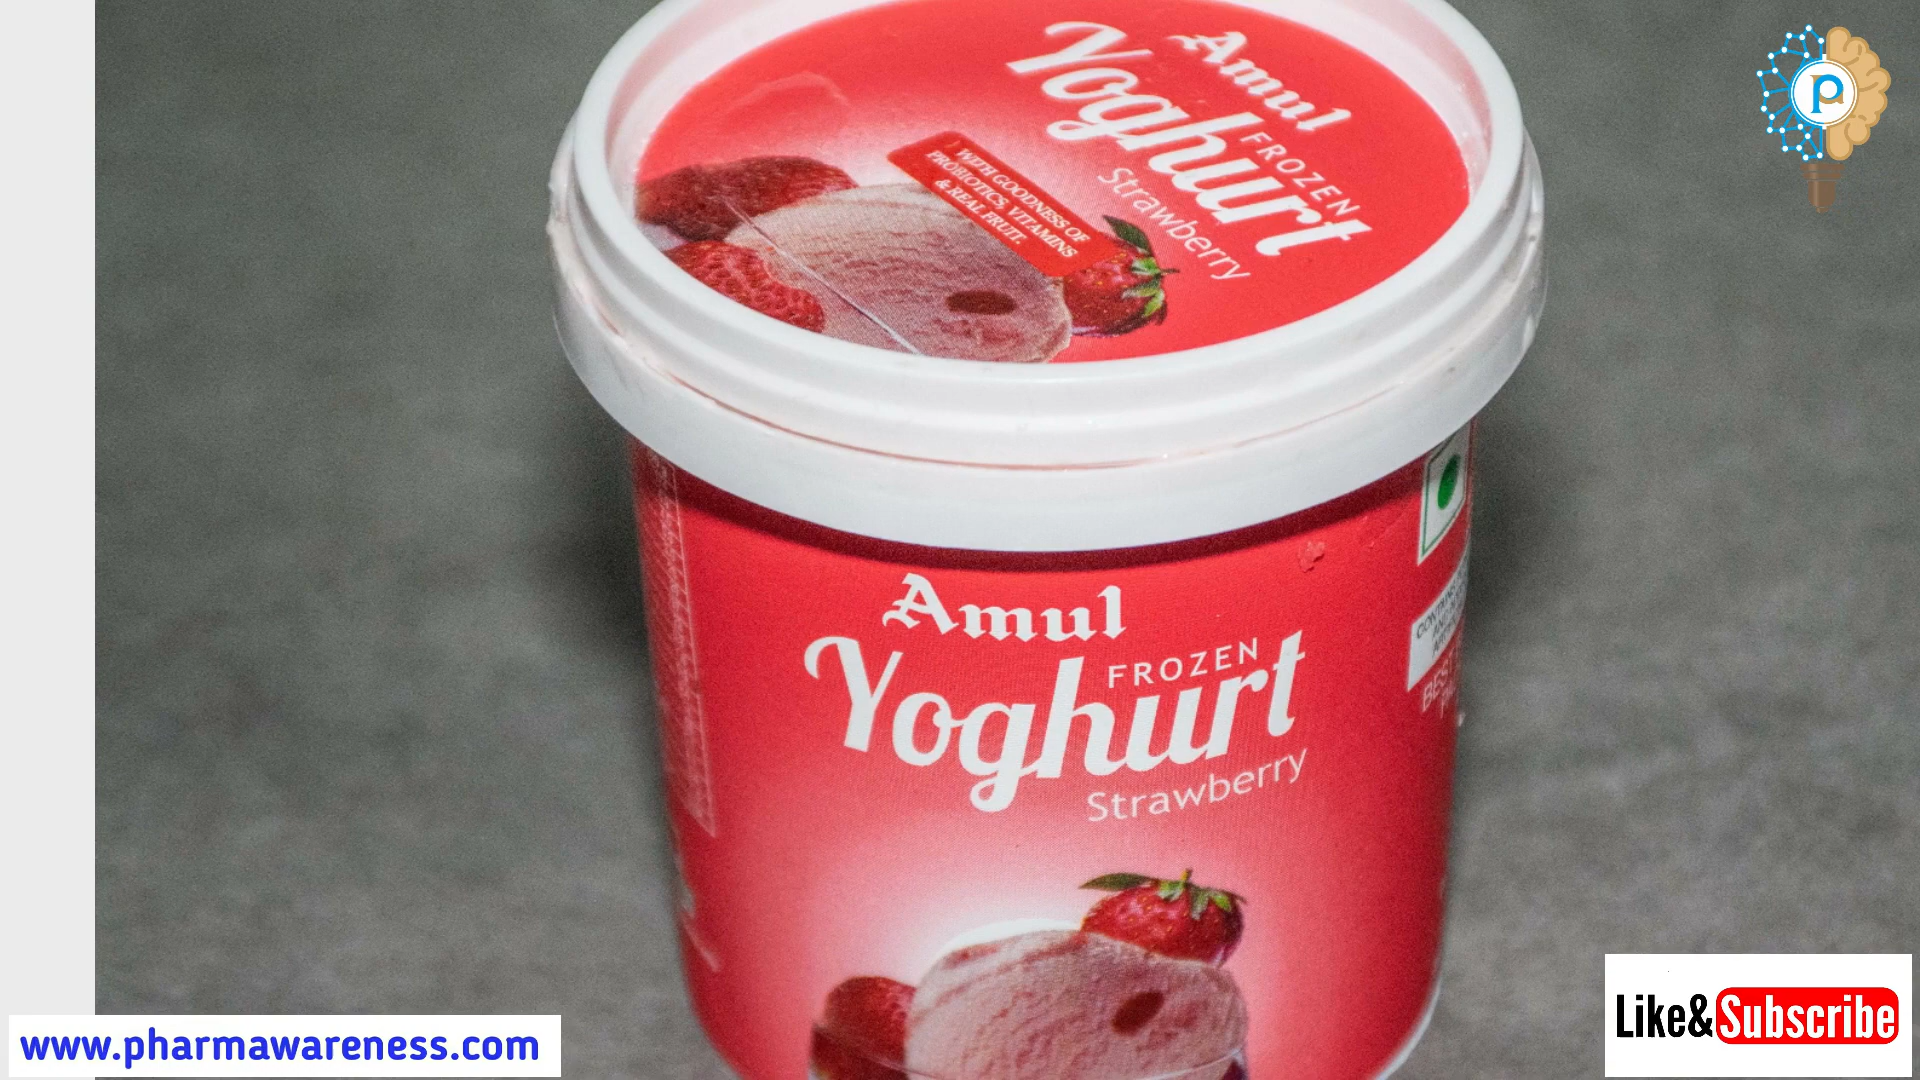 Amul
FROZEN
Yoghurt
Strawberry
WITH GOODNESS OF
PROBIOTICS, VITAMINS
& REAL FRUIT.
Amul
FROZEN
Yoghurt
Strawberry
BEST
www.pharmawareness.com
P
Like& Subscribe